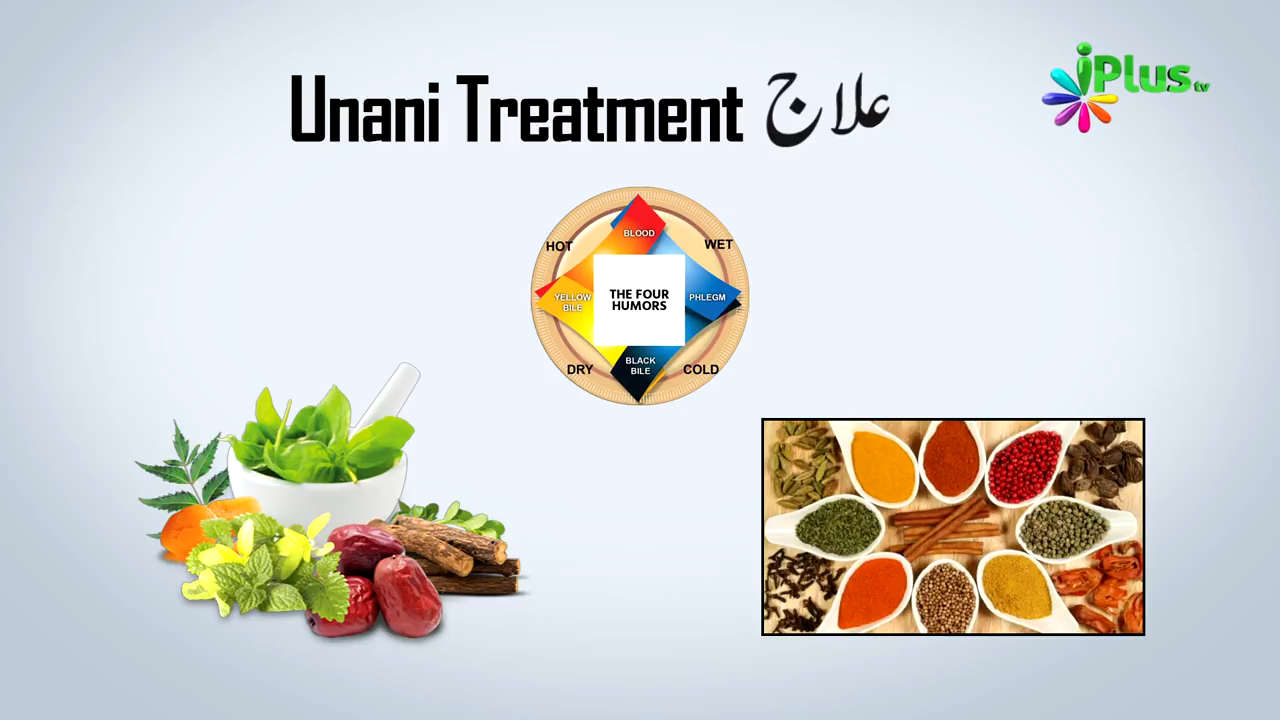 Unani Treatment علاج
iPlus tv
BLOOD
HOT
WET
YELLOW
BILE
THE FOUR
HUMORS
PHLEGM
BLACK
BILE
DRY
COLD